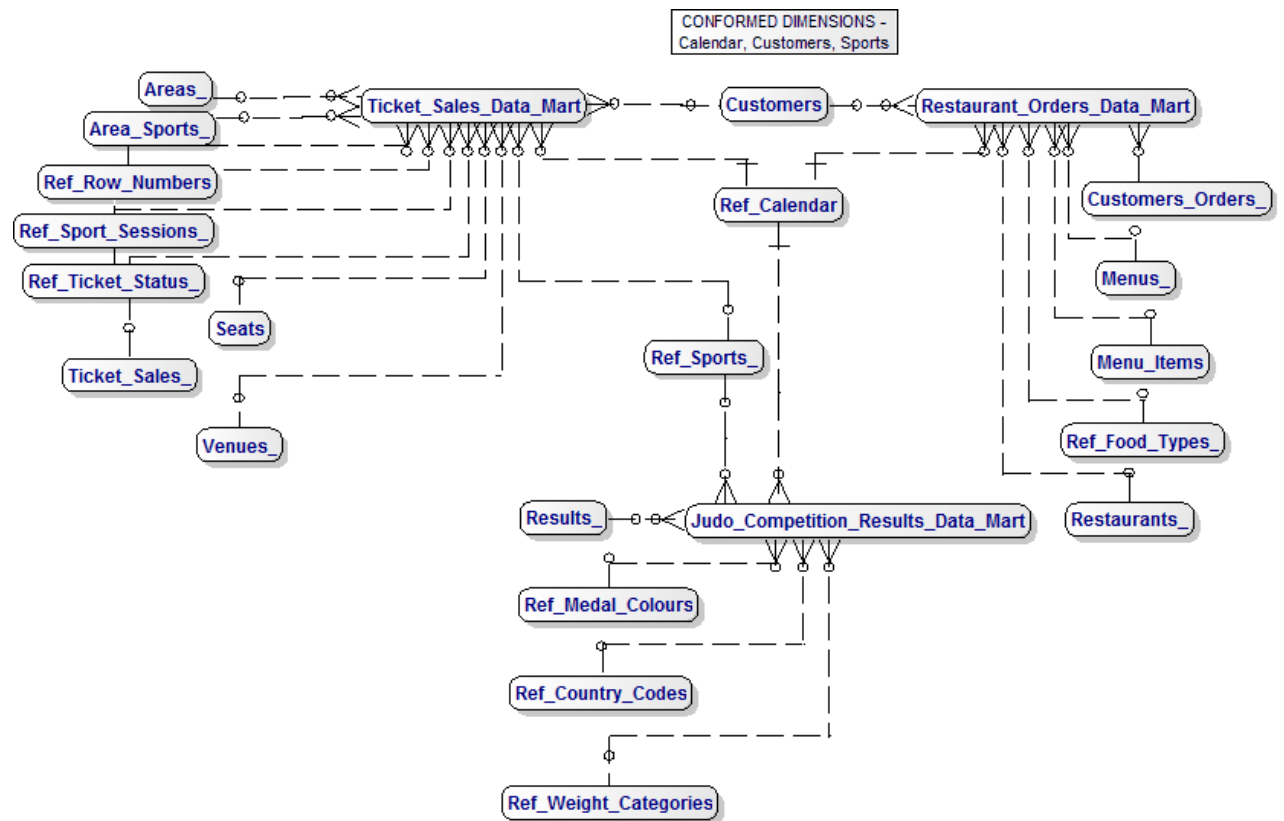 CONFORMED DIMENSIONS -
Calendar, Customers, Sports
Areas_
Ticket_Sales_Data_Mart
Customers
Restaurant_Orders_Data_Mart
Area_Sports_
Ref_Row_Numbers
Ref_Calendar
Customers_Orders_
Ref_Sport_Sessions_
Ref_Ticket_Status_
Menus_
Seats
Ref_Sports_
Menu_Items
Ticket_Sales_
Venues_
Ref_Food_Types_
Results_
Judo_Competition_Results_Data_Mart
Restaurants_
Ref_Medal_Colours
Ref_Country_Codes
Ref_Weight_Categories